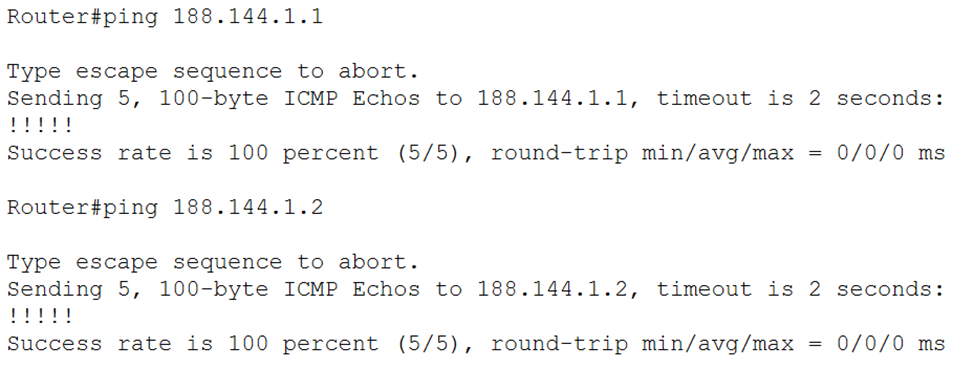 Router#ping 188.144.1.1
Type escape sequence to abort.
Sending 5, 100-byte ICMP Echos to 188.144.1.1, timeout is 2 seconds:
!!!!!
Success rate is 100 percent (5/5), round-trip min/avg/max = 0/0/0 ms
Router#ping 188.144.1.2
Type escape sequence to abort.
Sending 5, 100-byte ICMP Echos to 188.144.1.2, timeout is 2 seconds:
!!!!!
Success rate is 100 percent (5/5), round-trip min/avg/max = 0/0/0 ms